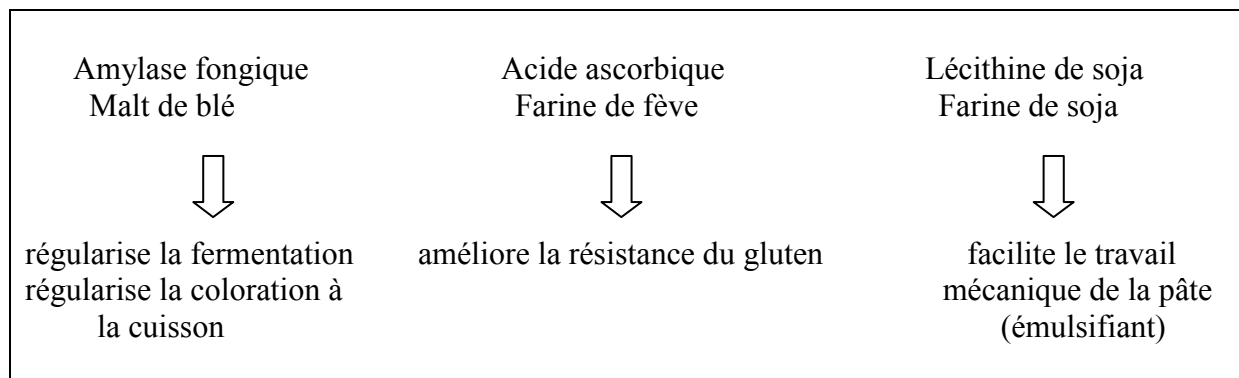 Amylase fongique
Malt de blé
régularise la fermentation
régularise la coloration à
la cuisson
Acide ascorbique
Farine de fève
améliore la résistance du gluten
Lécithine de soja
Farine de soja
facilite le travail
mécanique de la pâte
(émulsifiant)